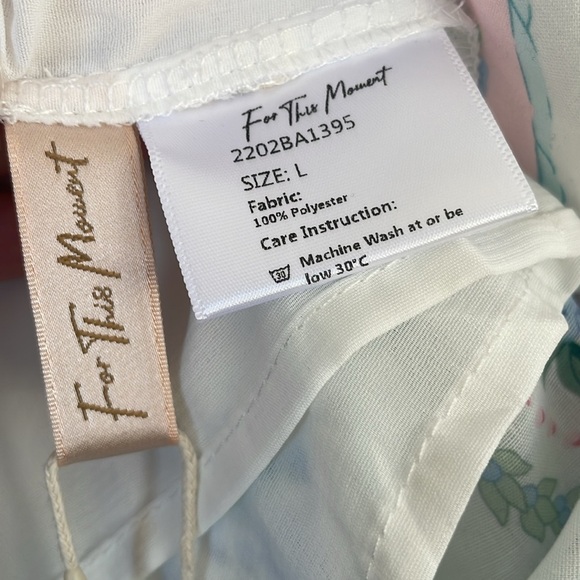 For This Moment
For This Moment
2202BA1395
SIZE: L
Fabric:
100% Polyester
Care Instruction:
30 Machine Wash at or be
low 30°C